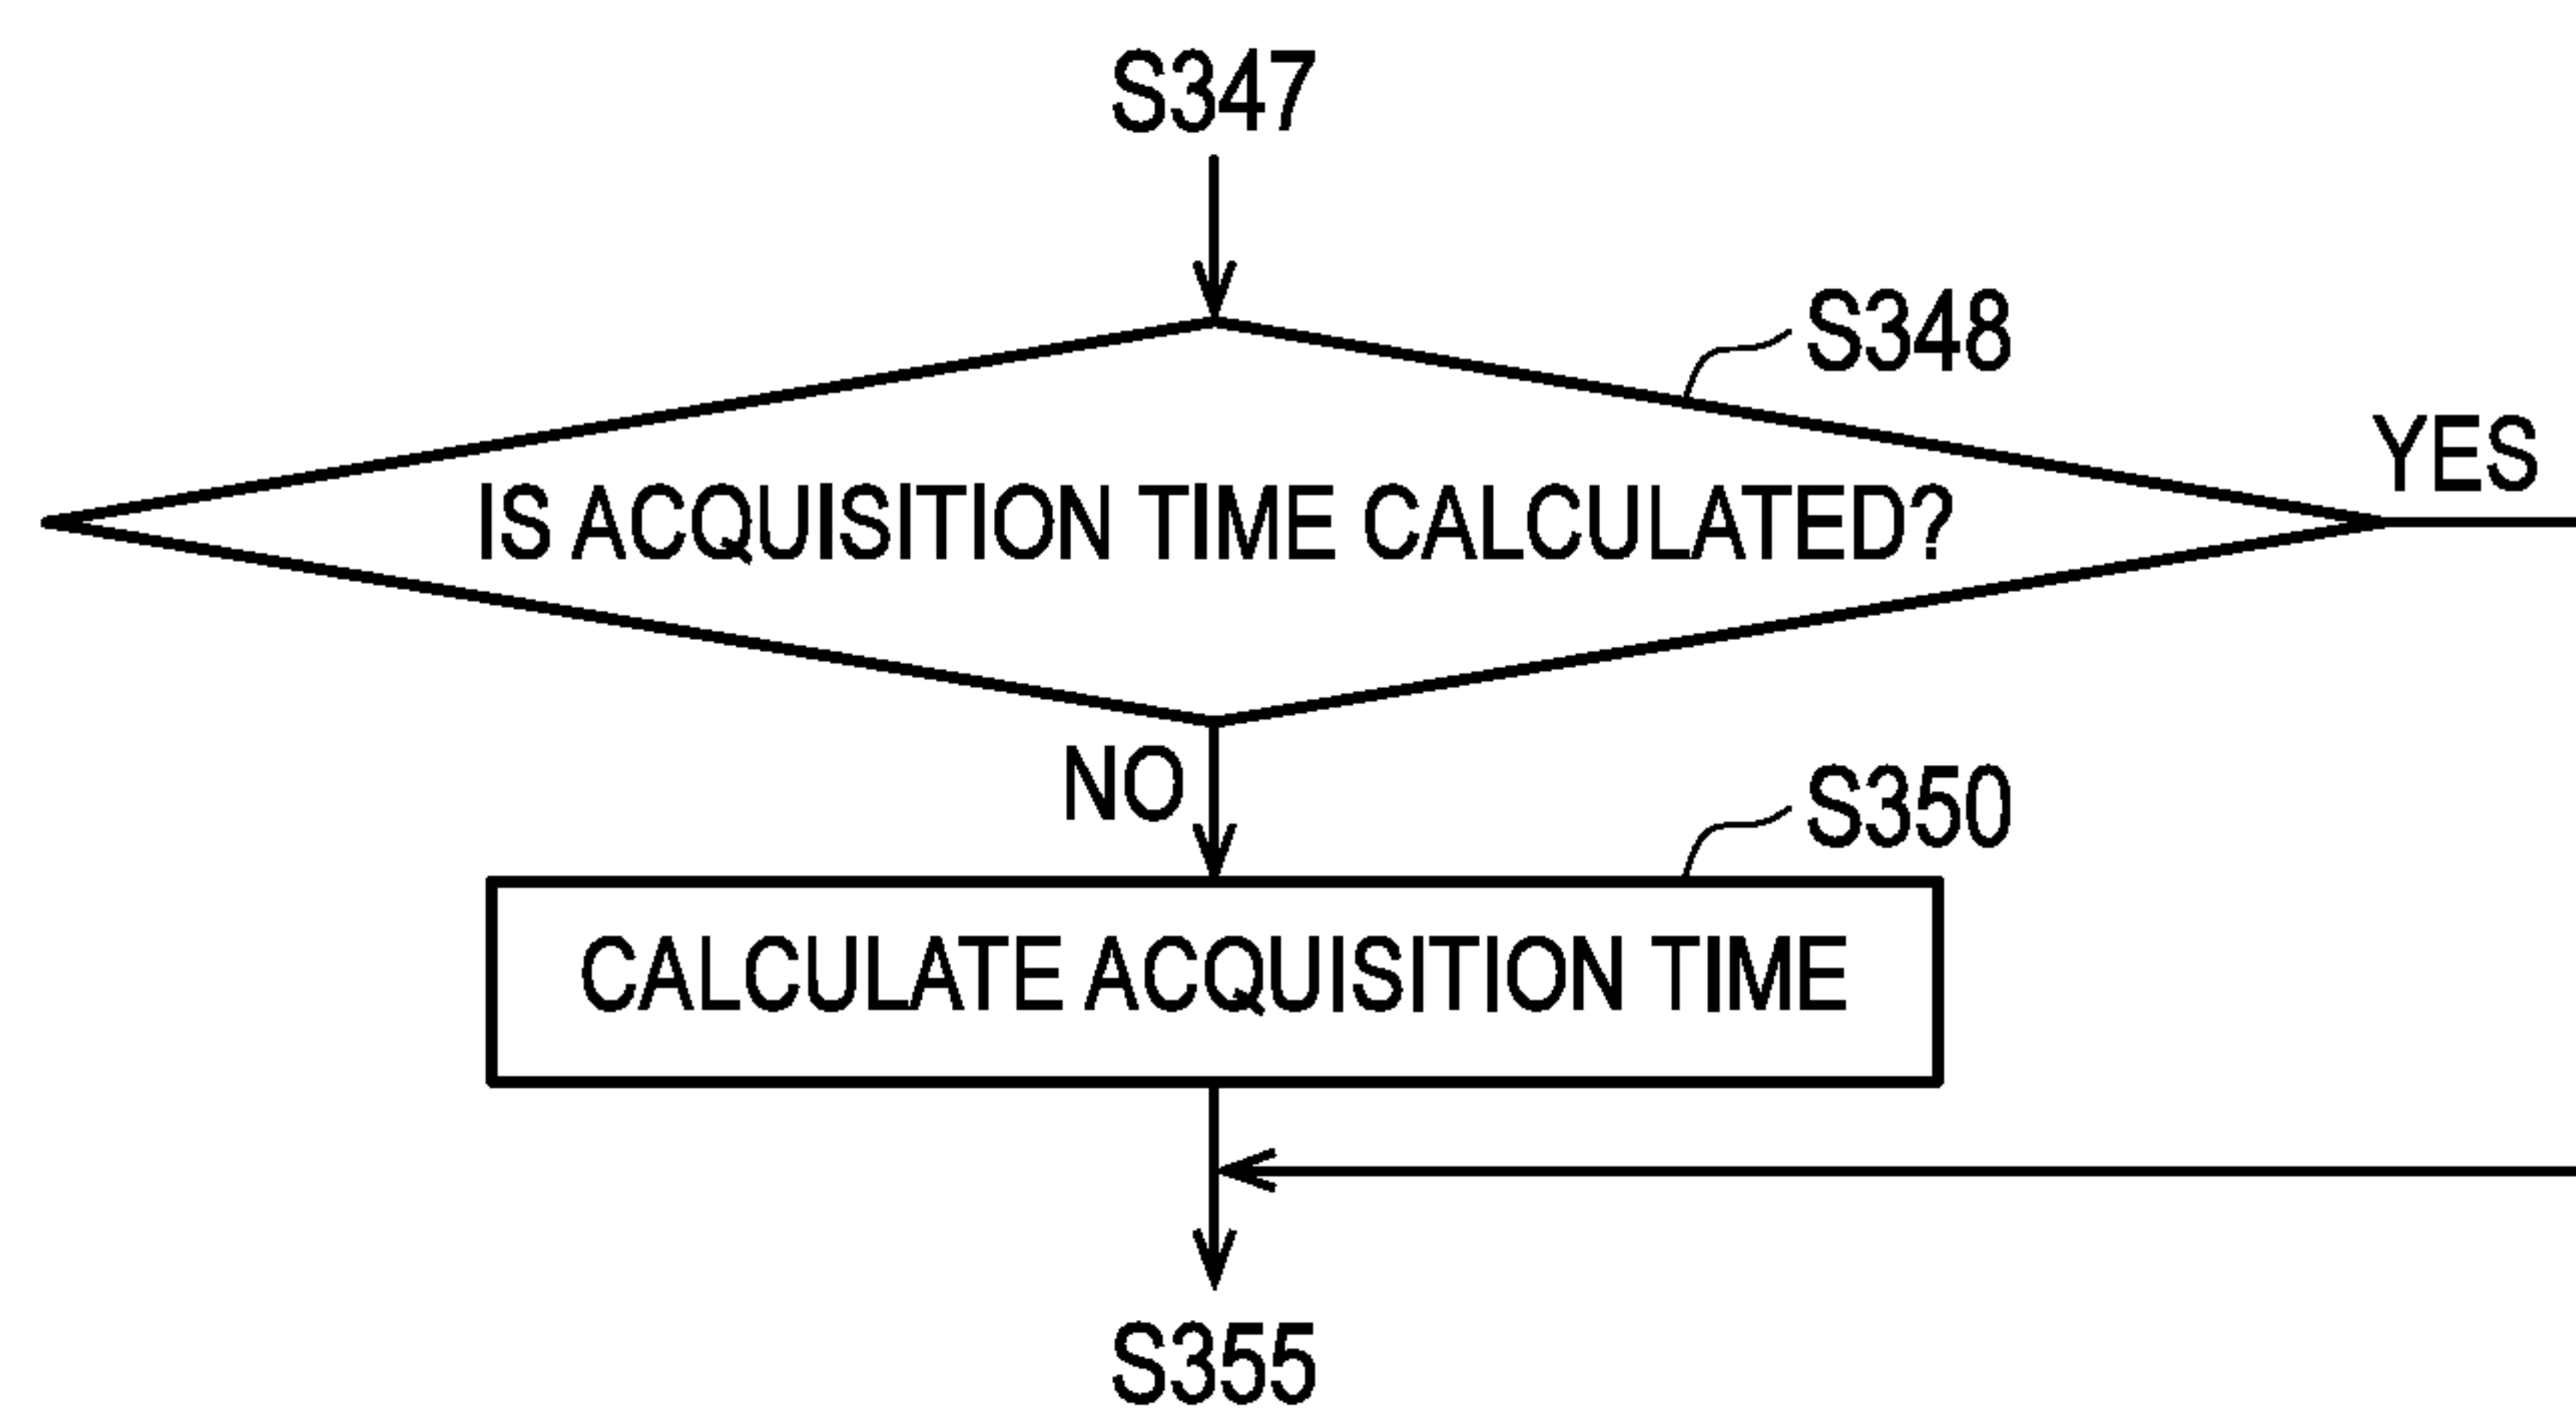 S347
S348
YES
IS ACQUISITION TIME CALCULATED?
NO
S350
CALCULATE ACQUISITION TIME
S355